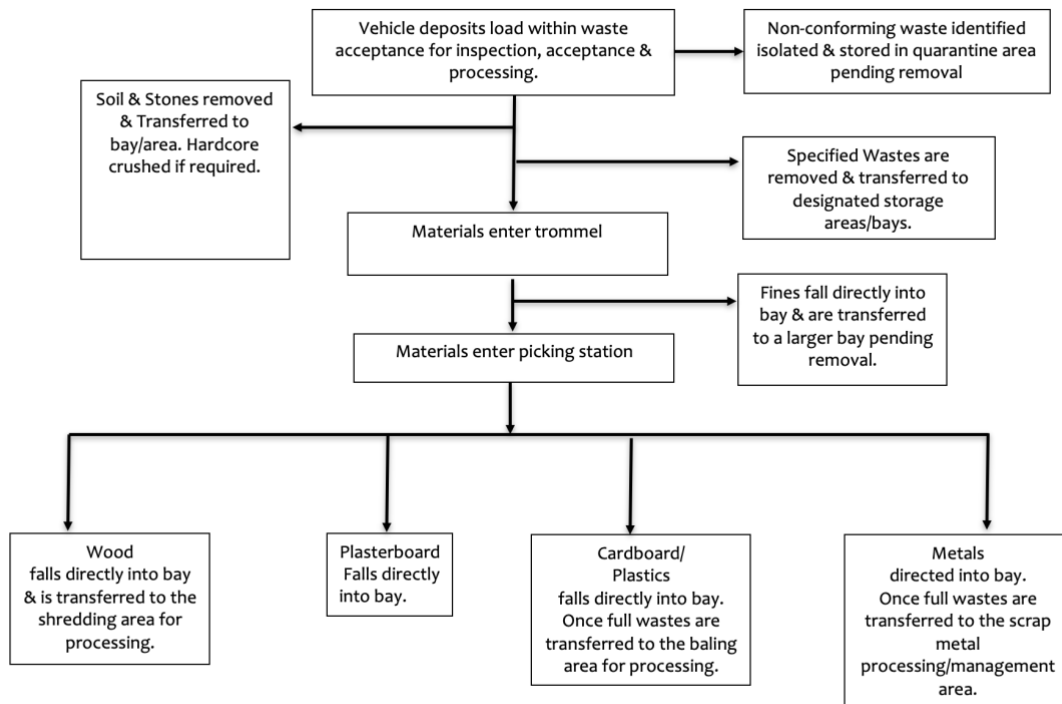 Vehicle deposits load within waste
acceptance for inspection, acceptance &
processing.
Non-conforming waste identified
isolated & stored in quarantine area
pending removal
Soil & Stones removed
& Transferred to
bay/area. Hardcore
crushed if required.
Specified Wastes are
removed & transferred to
designated storage
areas/bays.
Materials enter trommel
Fines fall directly into
bay & are transferred
to a larger bay pending
removal.
Materials enter picking station
Wood
falls directly into bay
& is transferred to the
shredding area for
processing.
Plasterboard
Falls directly
into bay.
Cardboard/
Plastics
falls directly into bay.
Once full wastes are
transferred to the baling
area for processing.
Metals
directed into bay.
Once full wastes are
transferred to the scrap
metal
processing/management
area.